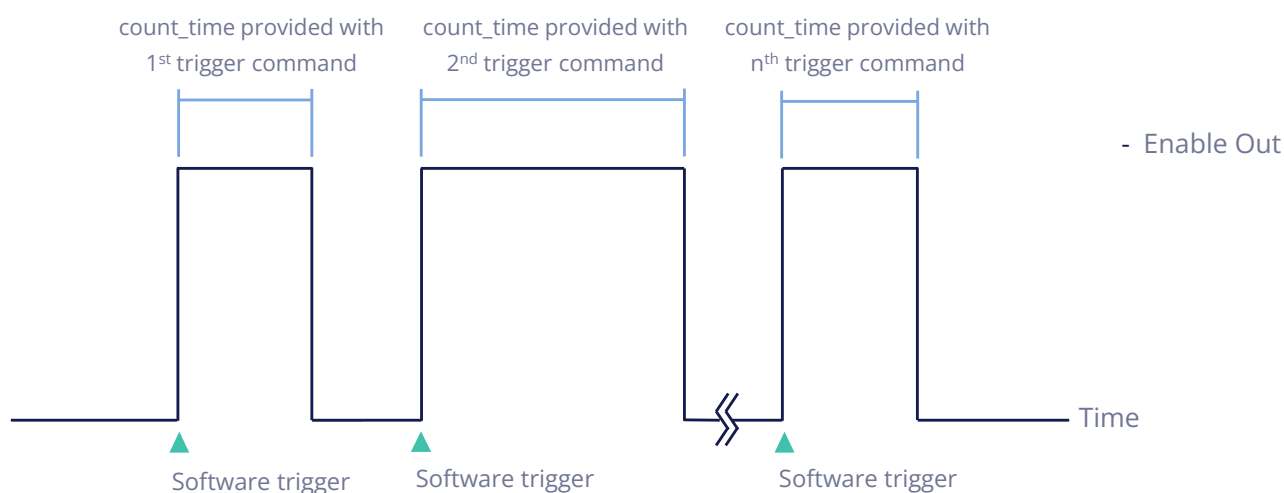 count_time provided with
1st trigger command
count_time provided with
2nd trigger command
count_time provided with
nth trigger command
- Enable Out
Time
Software trigger
Software trigger
Software trigger